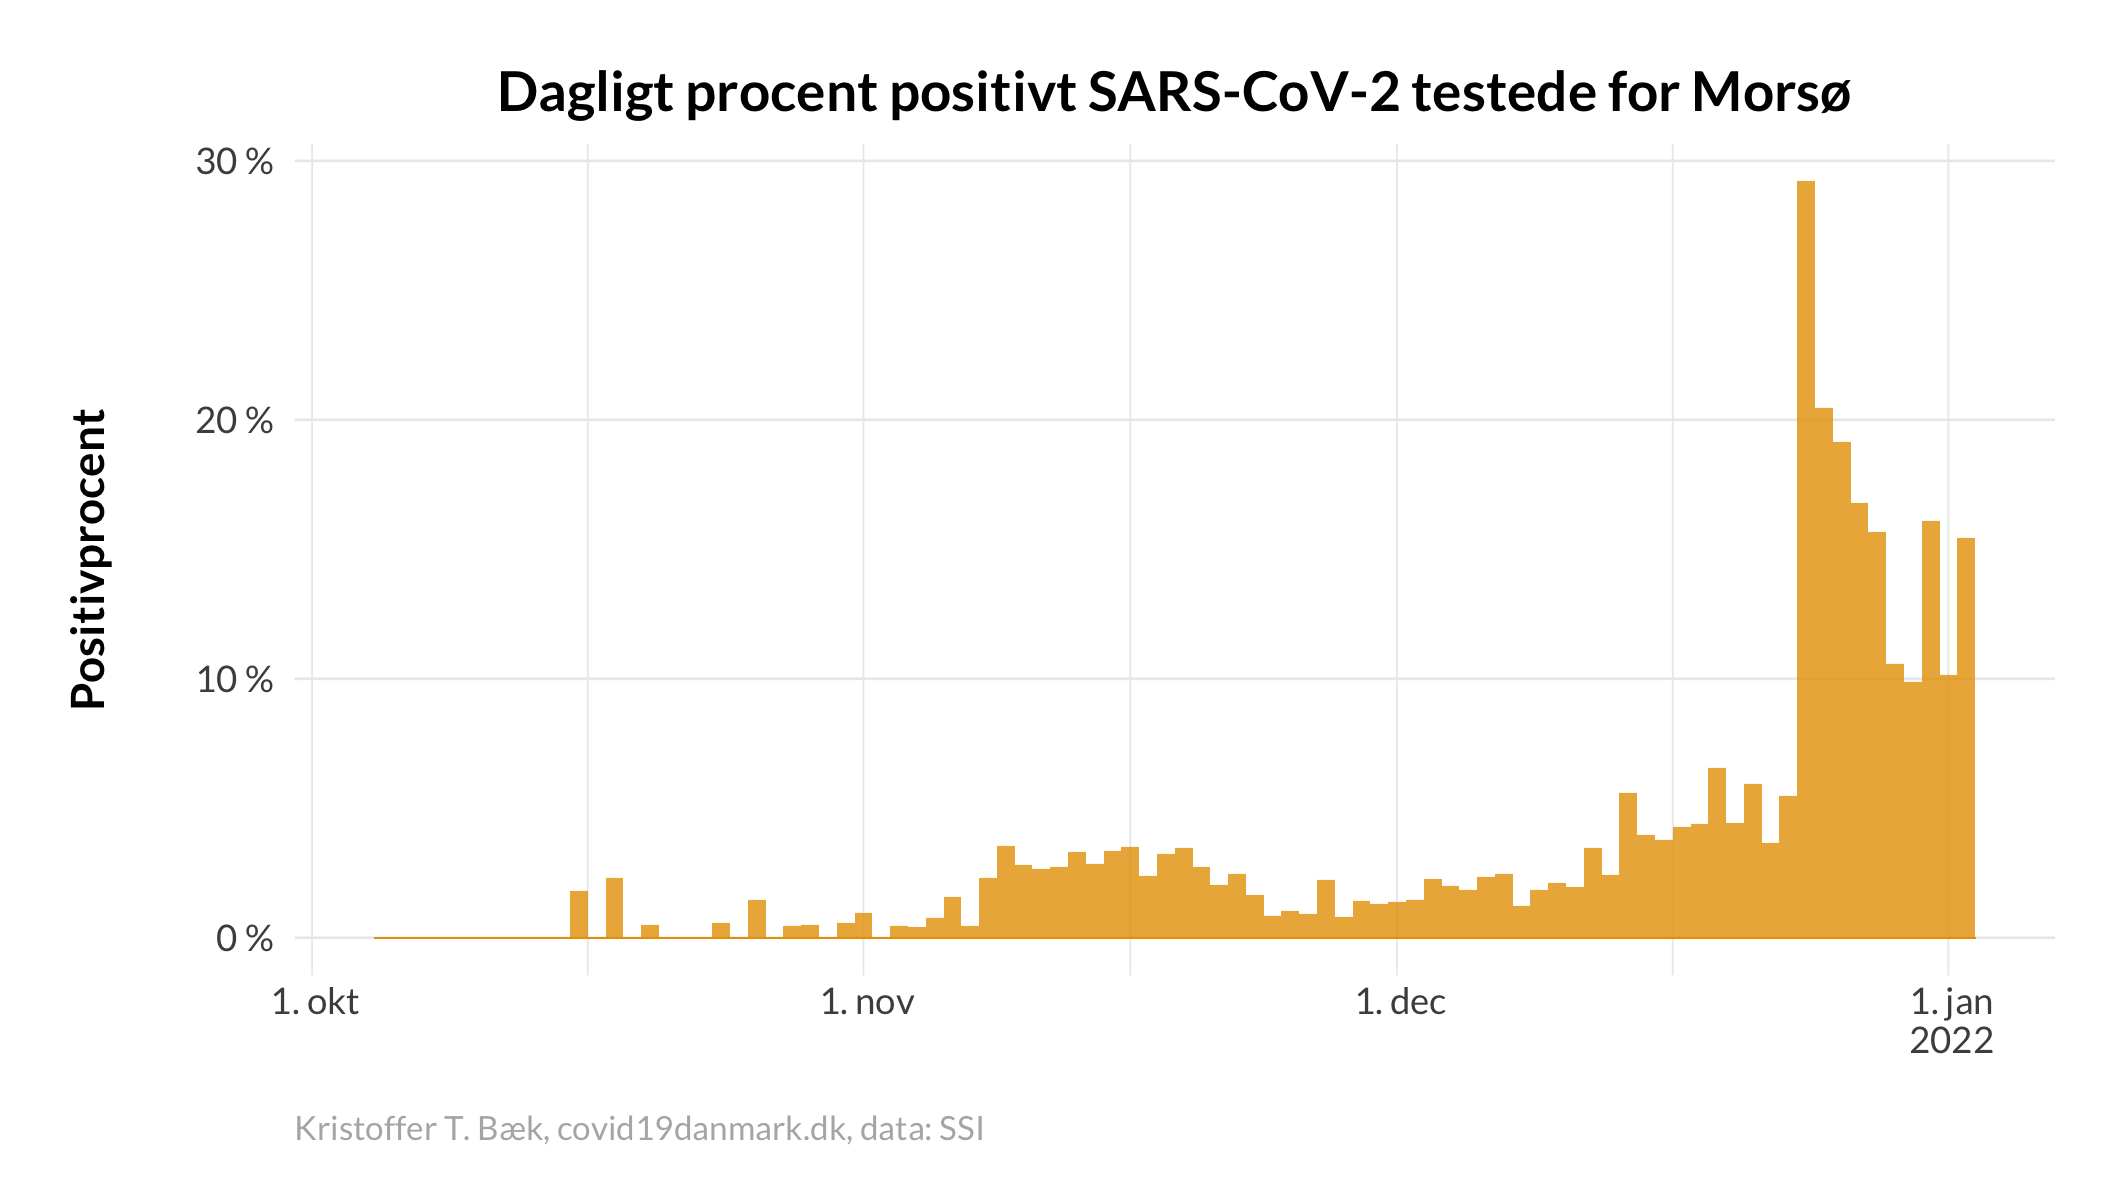 Dagligt procent positivt SARS-CoV-2 testede for Morsø
Positivprocent
30 %
20 %
10 %
0 %
1. okt
1. nov
1. dec
1. jan
2022
Kristoffer T. Bæk, covid19danmark.dk, data: SSI